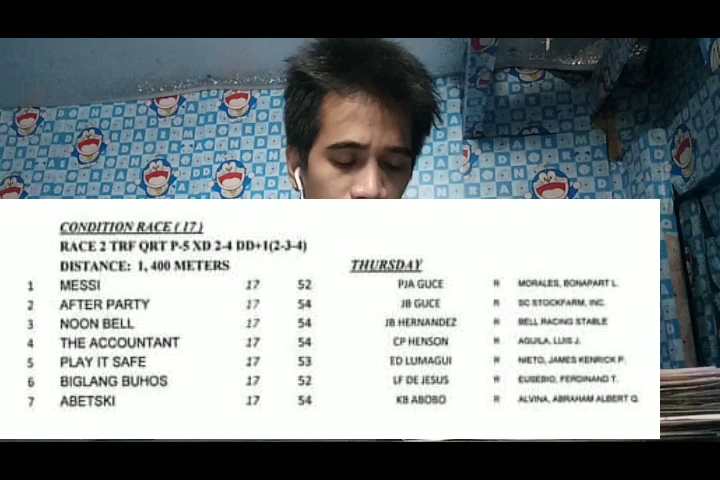 CONDITION RACE ( 17 )
RACE 2 TRF QRT P-5 XD 2-4 DD+1(2-3-4)
DISTANCE: 1, 400 METERS THURSDAY
1 MESSI 17 52 PJA GUCE R MORALES, BONAPART L.
2 AFTER PARTY 17 54 JB GUCE R SC STOCKFARM, INC.
3 NOON BELL 17 54 JB HERNANDEZ R BELL RACING STABLE
4 THE ACCOUNTANT 17 54 CP HENSON R AGUILA, LUIS J.
5 PLAY IT SAFE 17 53 ED LUMAGUI R NIETO, JAMES KENRICK P.
6 BIGLANG BUHOS 17 52 LF DE JESUS R EUSEBIO, FERDINAND T.
7 ABETSKI 17 54 KB ABOBO R ALVINA, ABRAHAM ALBERT Q.